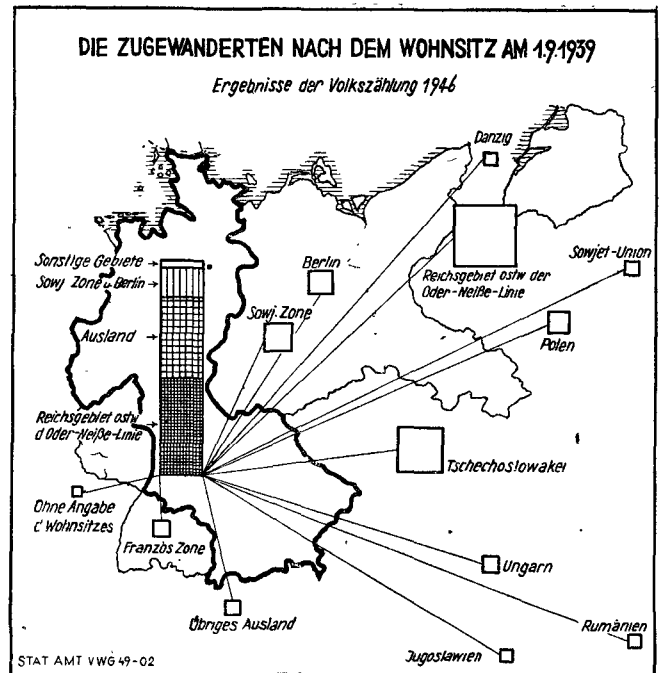 DIE ZUGEWANDERTEN NACH DEM WOHNSITZ AM 1.9.1939
Ergebnisse der Volkszählung 1946
Danzig
Reichsgebiet ostw der
Oder-Neiße-Linie
Sowjet-Union
Berlin
Sowj. Zone
Polen
Sonstige Gebiete
Sowj Zone u Berlin
Ausland
Reichsgebiet ostw
d Oder-Neiße-Linie
Tschechoslowakei
Ohne Angabe
d Wohnsitzes
Französ Zone
Ungarn
Übriges Ausland
Rumänien
Jugoslawien
STAT AMT VWG 49-02